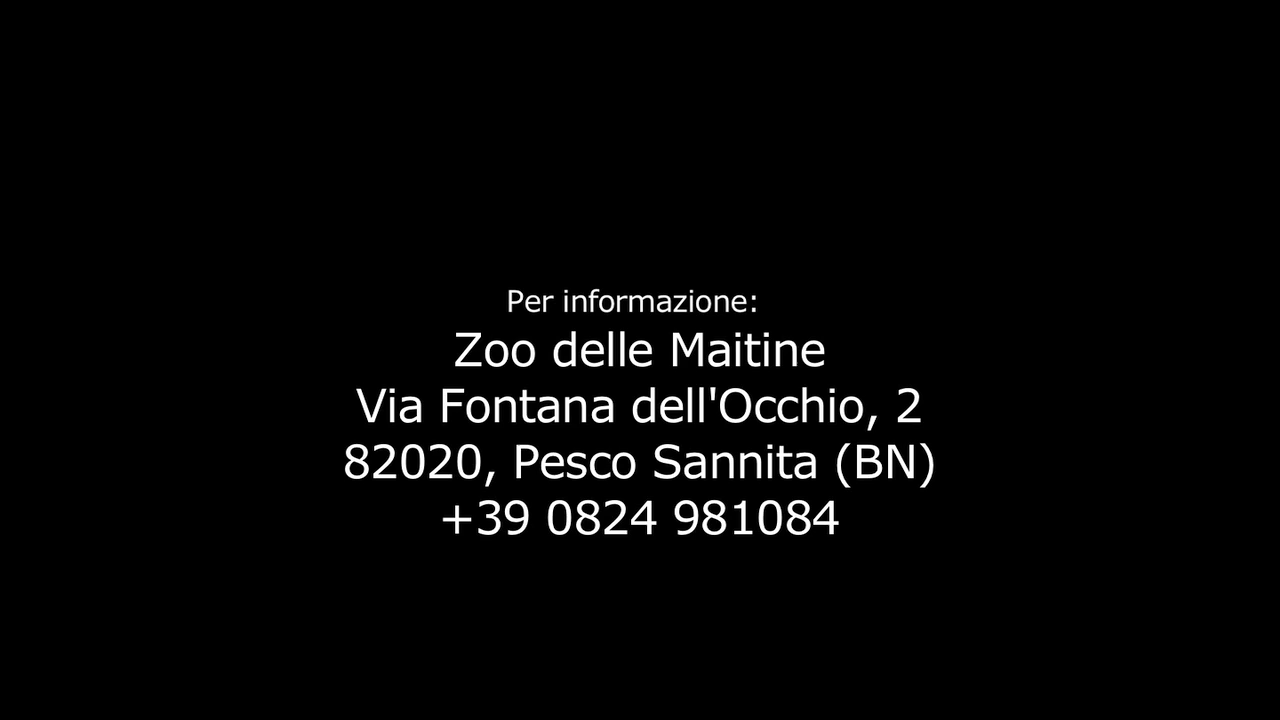 Per informazione:
Zoo delle Maitine
Via Fontana dell'Occhio, 2
82020, Pesco Sannita (BN)
+39 0824 981084